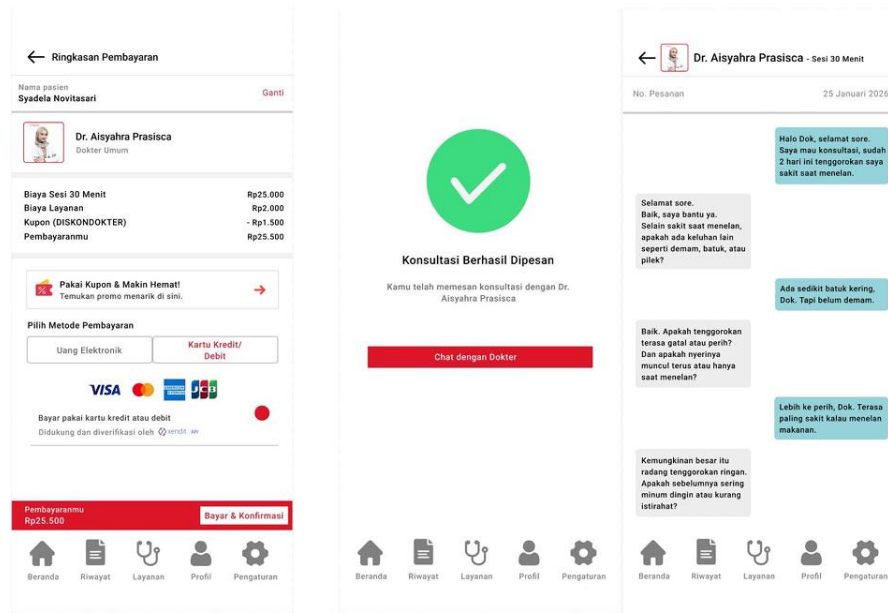 Ringkasan Pembayaran
Nama pasien
Syadela Novitasari
Ganti
Dr. Aisyahra Prasisca
Dokter Umum
Biaya Sesi 30 Menit Rp25.000
Biaya Layanan Rp2.000
Kupon (DISKONDOKTER) - Rp1.500
Pembayaranmu Rp25.500
Pakai Kupon & Makin Hemat!
Temukan promo menarik di sini.
Pilih Metode Pembayaran
Uang Elektronik
Kartu Kredit/
Debit
VISA
JCB
Bayar pakai kartu kredit atau debit
Didukung dan diverifikasi oleh xendit
Pembayaranmu
Rp25.500
Bayar & Konfirmasi
Beranda Riwayat Layanan Profil Pengaturan
Konsultasi Berhasil Dipesan
Kamu telah memesan konsultasi dengan Dr.
Aisyahra Prasisca
Chat dengan Dokter
Beranda Riwayat Layanan Profil Pengaturan
Dr. Aisyahra Prasisca - Sesi 30 Menit
No. Pesanan 25 Januari 2026
Halo Dok, selamat sore.
Saya mau konsultasi, sudah
2 hari ini tenggorokan saya
sakit saat menelan.
Selamat sore.
Baik, saya bantu ya.
Selain sakit saat menelan,
apakah ada keluhan lain
seperti demam, batuk, atau
pilek?
Ada sedikit batuk kering,
Dok. Tapi belum demam.
Baik. Apakah tenggorokan
terasa gatal atau perih?
Dan apakah nyerinya
muncul terus atau hanya
saat menelan?
Lebih ke perih, Dok. Terasa
paling sakit kalau menelan
makanan.
Kemungkinan besar itu
radang tenggorokan ringan.
Apakah sebelumnya sering
minum dingin atau kurang
istirahat?
Beranda Riwayat Layanan Profil Pengaturan